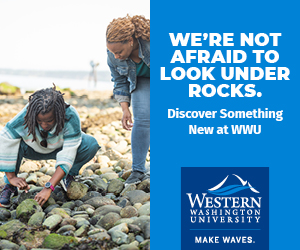 WE'RE NOT
AFRAID TO
LOOK UNDER
ROCKS.
Discover Something
New at WWU
WESTERN
WASHINGTON
UNIVERSITY
MAKE WAVES.